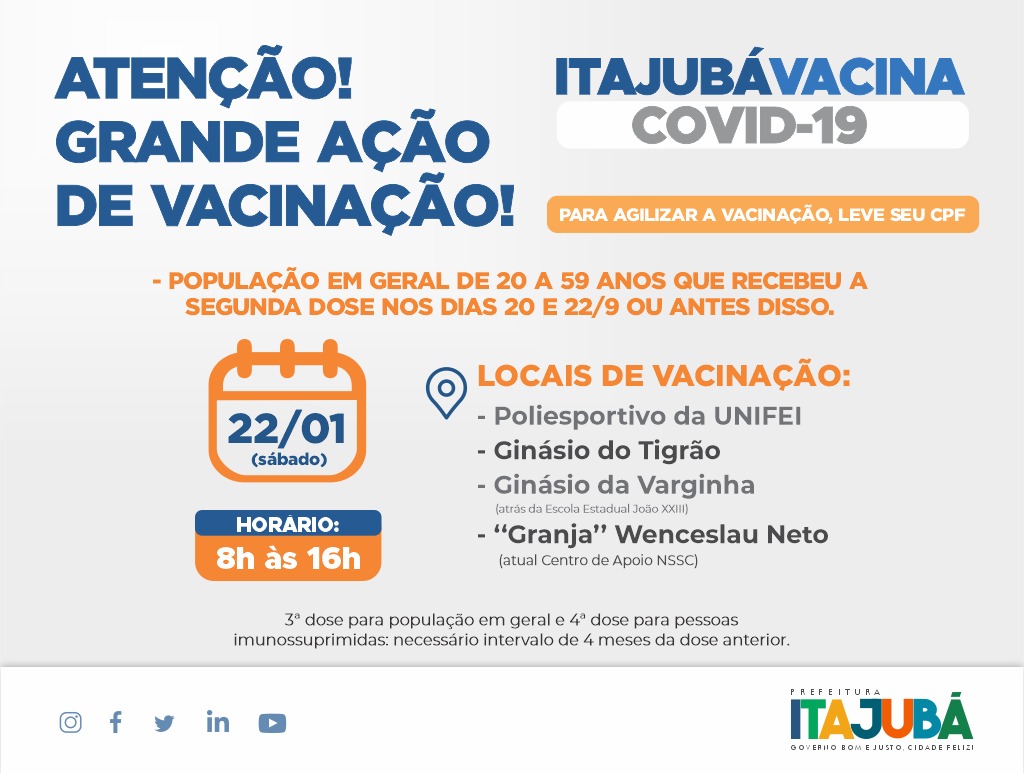 ATENÇÃO!
GRANDE AÇÃO
DE VACINAÇÃO!
ITAJUBÁVACINA
COVID-19
PARA AGILIZAR A VACINAÇÃO, LEVE SEU CPF
- POPULAÇÃO EM GERAL DE 20 A 59 ANOS QUE RECEBEU A
SEGUNDA DOSE NOS DIAS 20 E 22/9 OU ANTES DISSO.
22/01
(sábado)
HORÁRIO:
8h às 16h
LOCAIS DE VACINAÇÃO:
- Poliesportivo da UNIFEI
- Ginásio do Tigrão
- Ginásio da Varginha
(atrás da Escola Estadual João XXIII)
- “Granja” Wenceslau Neto
(atual Centro de Apoio NSSC)
3ª dose para população em geral e 4ª dose para pessoas
imunossuprimidas: necessário intervalo de 4 meses da dose anterior.
PREFEITURA
ITAJUBÁ
GOVERNO BOM E JUSTO, CIDADE FELIZ!